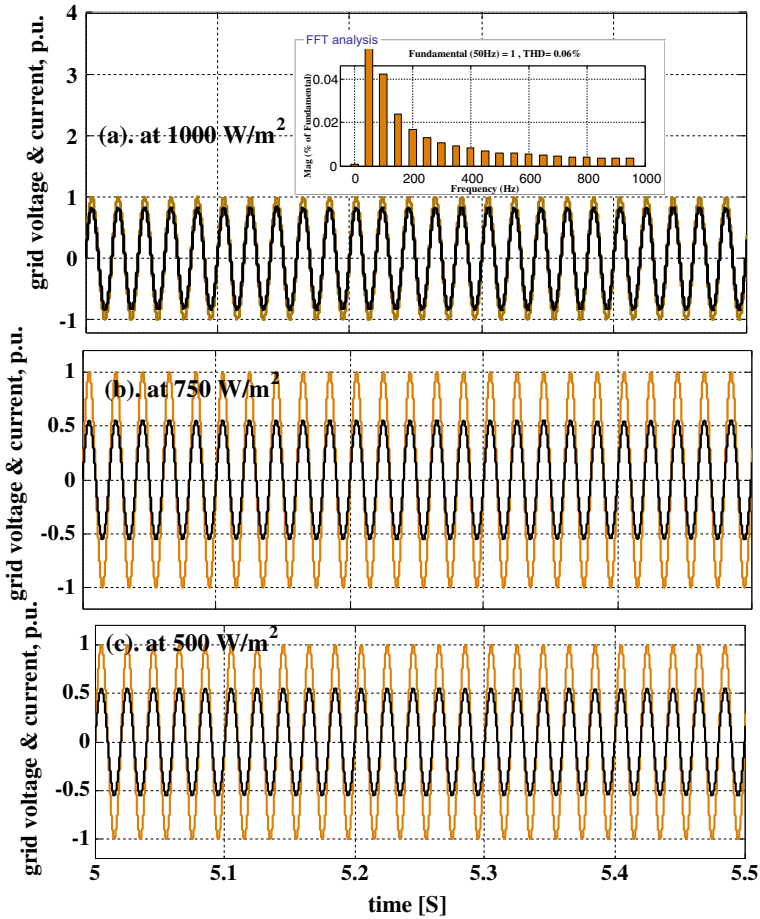 FFT analysis
Fundamental (50Hz) = 1 , THD= 0.06%
Mag (% of Fundamental)
0.04
0.02
0
0 200 400 600 800 1000
Frequency (Hz)
grid voltage & current, p.u.
4
3
2
1
0
-1
(a). at 1000 W/m²
grid voltage & current, p.u.
1
0.5
0
-0.5
-1
(b). at 750 W/m²
grid voltage & current, p.u.
1
0.5
0
-0.5
-1
(c). at 500 W/m²
5 5.1 5.2 5.3 5.4 5.5
time [S]